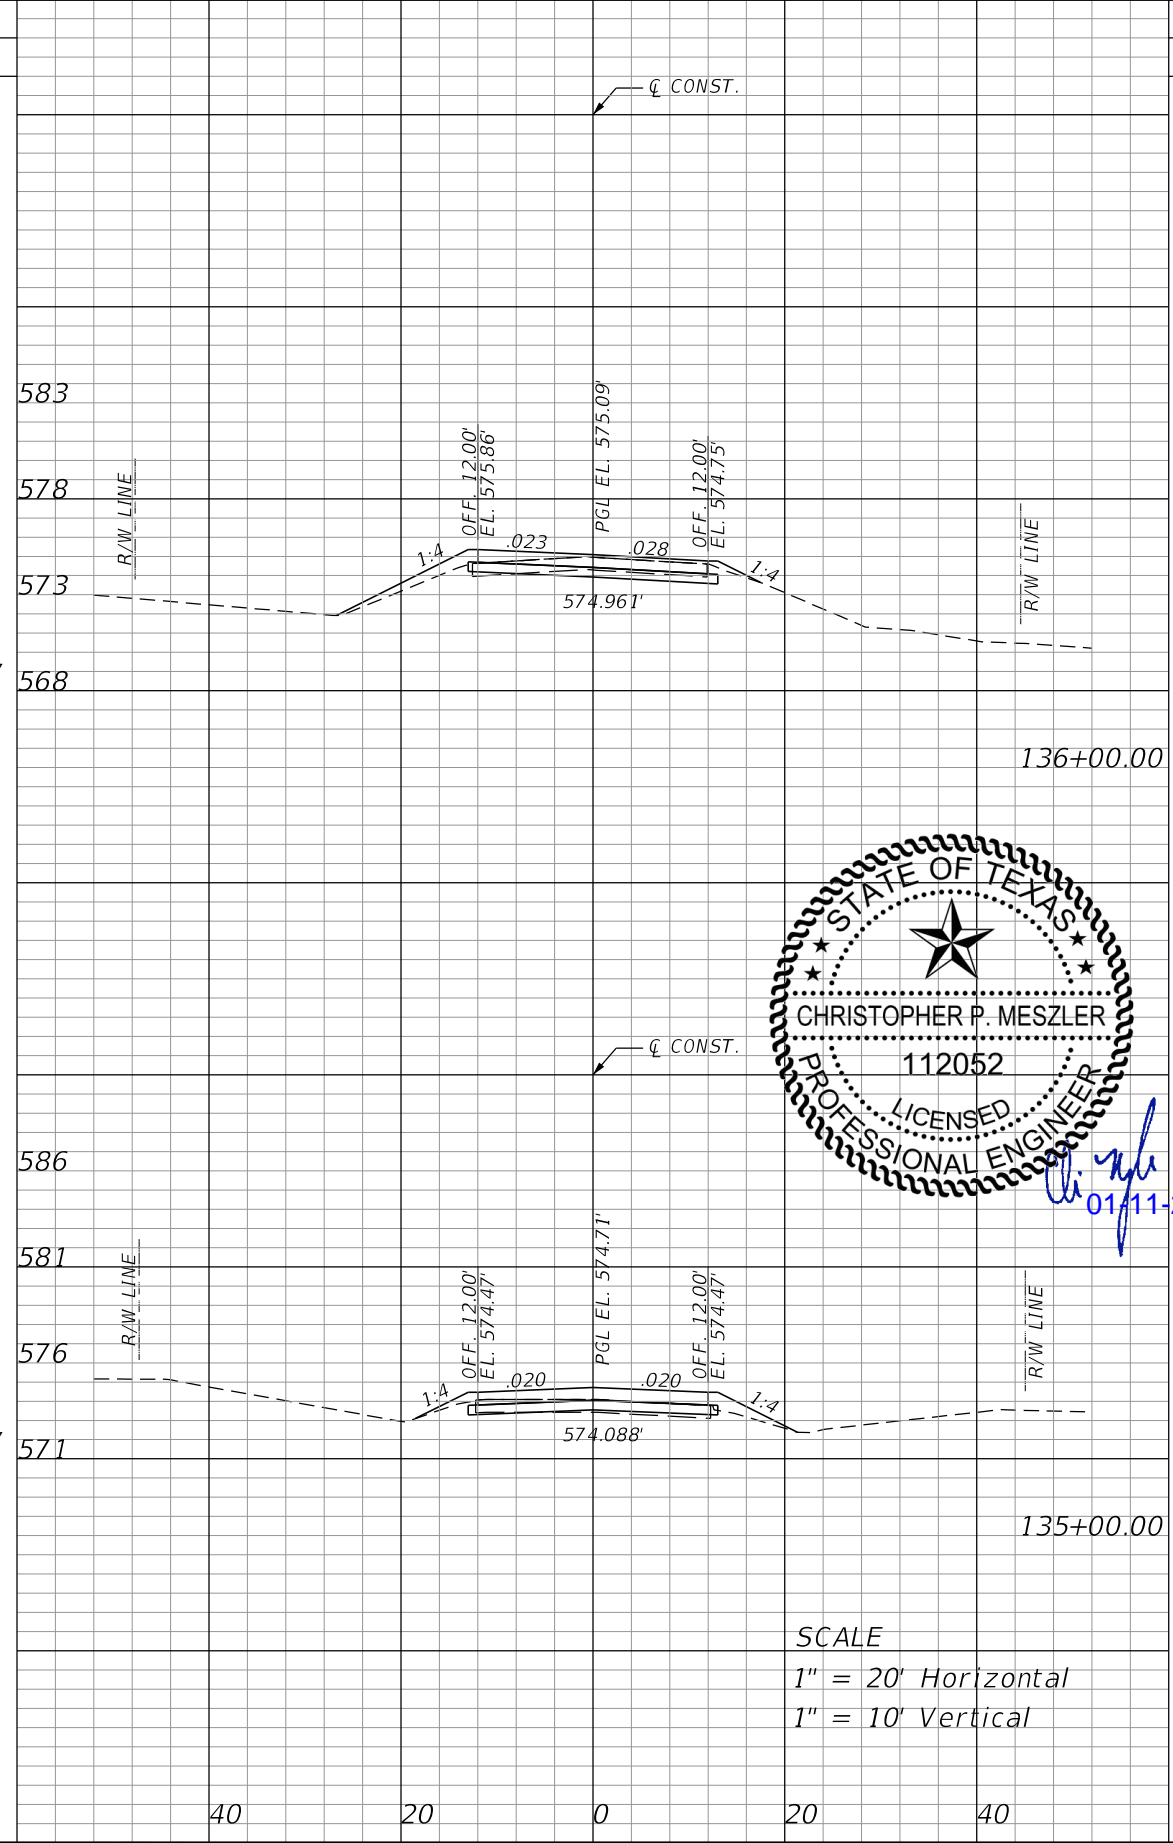 ℄ CONST.
583
578
573
568
R/W LINE
OFF. 12.00'
EL. 575.86'
PGL EL. 575.09'
OFF. 12.00'
EL. 574.75'
R/W LINE
1:4
.023
.028
1:4
574.961'
136+00.00
STATE OF TEXAS
CHRISTOPHER P. MESZLER
112052
LICENSED
PROFESSIONAL ENGINEER
01-11-
℄ CONST.
586
581
576
571
R/W LINE
OFF. 12.00'
EL. 574.47'
PGL EL. 574.71'
OFF. 12.00'
EL. 574.47'
R/W LINE
1:4
.020
.020
1:4
574.088'
135+00.00
SCALE
1" = 20' Horizontal
1" = 10' Vertical
40 20 0 20 40